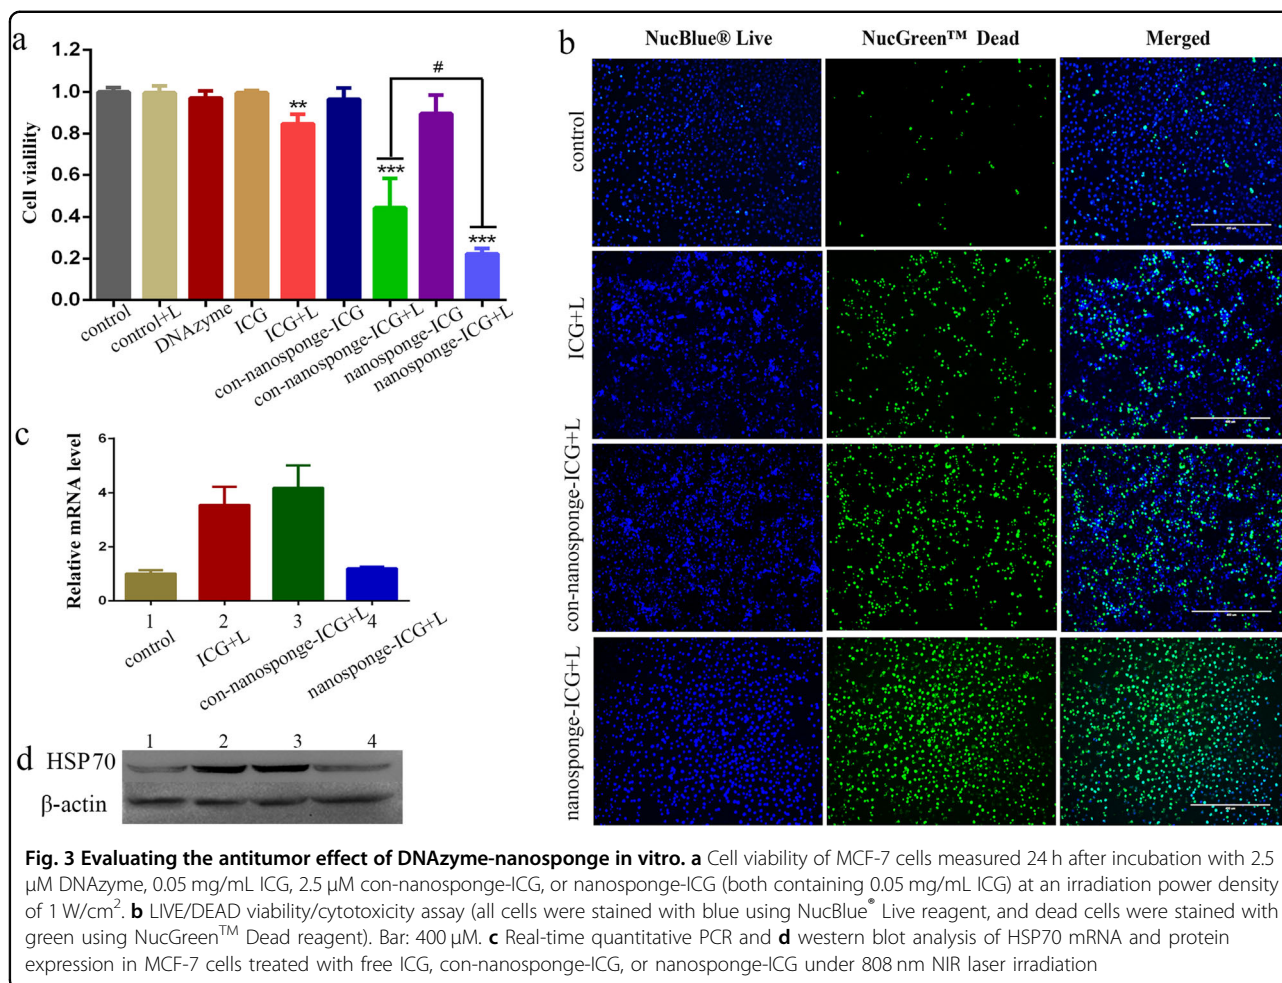 a
1.2
1.0
0.8
0.6
0.4
0.2
0.0
Cell vialility
**
***
#
***
control
control+L
DNAzyme
ICG
ICG+L
con-nanosponge-ICG
con-nanosponge-ICG+L
nanosponge-ICG
nanosponge-ICG+L
b
NucBlue® Live
NucGreen™ Dead
Merged
control
ICG+L
con-nanosponge-ICG+L
nanosponge-ICG+L
c
6
4
2
0
Relative mRNA level
1 2 3 4
control
ICG+L
con-nanosponge-ICG+L
nanosponge-ICG+L
d
1 2 3 4
HSP70
β-actin
Fig. 3 Evaluating the antitumor effect of DNAzyme-nanosponge in vitro. a Cell viability of MCF-7 cells measured 24 h after incubation with 2.5
µM DNAzyme, 0.05 mg/mL ICG, 2.5 µM con-nanosponge-ICG, or nanosponge-ICG (both containing 0.05 mg/mL ICG) at an irradiation power density
of 1 W/cm². b LIVE/DEAD viability/cytotoxicity assay (all cells were stained with blue using NucBlue® Live reagent, and dead cells were stained with
green using NucGreen™ Dead reagent). Bar: 400 µM. c Real-time quantitative PCR and d western blot analysis of HSP70 mRNA and protein
expression in MCF-7 cells treated with free ICG, con-nanosponge-ICG, or nanosponge-ICG under 808 nm NIR laser irradiation